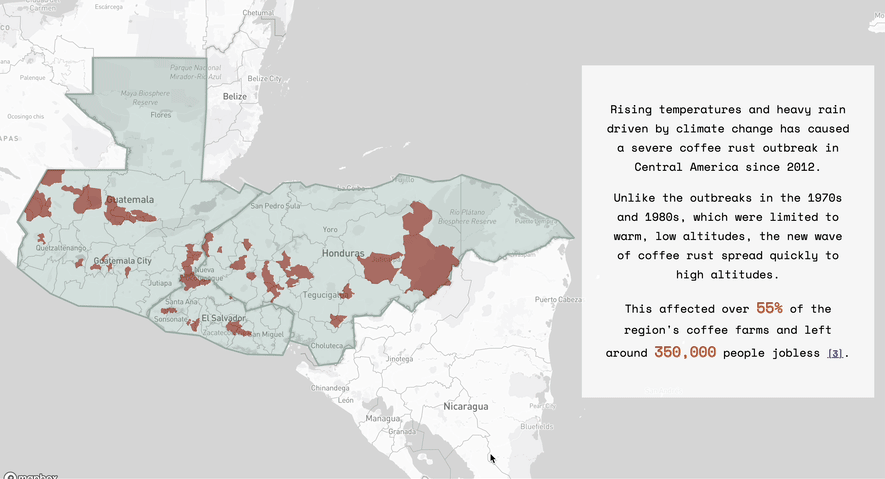 Escárcega
Chetumal
CO
Palenque
Parque Nacional
Mirador-Río Azul
Belize City
Maya Biosphere
Reserve
Belize
Ocosingo
Flores
APAS
Guatemala
La Ceiba
Trujillo
San Pedro Sula
Río Plátano
Biosphere Reserve
Yoro
Quetzaltenango
Guatemala City
Honduras
Nueva
Jutiapa
Tegucigalpa
Santa Ana
Sonsonate
El Salvador
San Miguel
Choluteca
Puerto Cabeza
Jinotega
Chinandega
León
Nicaragua
Managua
Granada
Bluefields
mapbox
Rising temperatures and heavy rain
driven by climate change has caused
a severe coffee rust outbreak in
Central America since 2012.
Unlike the outbreaks in the 1970s
and 1980s, which were limited to
warm, low altitudes, the new wave
of coffee rust spread quickly to
high altitudes.
This affected over 55% of the
region's coffee farms and left
around 350,000 people jobless [3].